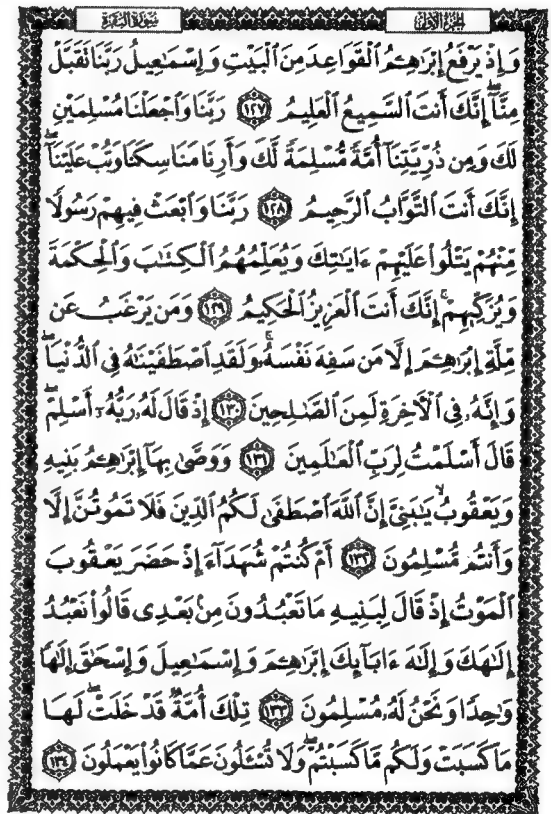 الجزء الأول
سورة البقرة
وَإِذْ يَرْفَعُ إِبْرَٰهِـۧمُ ٱلْقَوَاعِدَ مِنَ ٱلْبَيْتِ وَإِسْمَٰعِيلُ رَبَّنَا تَقَبَّلْ
مِنَّآ ۖ إِنَّكَ أَنتَ ٱلسَّمِيعُ ٱلْعَلِيمُ ١٢٧ رَبَّنَا وَٱجْعَلْنَا مُسْلِمَيْنِ
لَكَ وَمِن ذُرِّيَّتِنَآ أُمَّةً مُّسْلِمَةً لَّكَ وَأَرِنَا مَنَاسِكَنَا وَتُبْ عَلَيْنَآ ۖ
إِنَّكَ أَنتَ ٱلتَّوَّابُ ٱلرَّحِيمُ ١٢٨ رَبَّنَا وَٱبْعَثْ فِيهِمْ رَسُولًا
مِّنْهُمْ يَتْلُوا۟ عَلَيْهِمْ ءَايَٰتِكَ وَيُعَلِّمُهُمُ ٱلْكِتَٰبَ وَٱلْحِكْمَةَ
وَيُزَكِّيهِمْ ۚ إِنَّكَ أَنتَ ٱلْعَزِيزُ ٱلْحَكِيمُ ١٢٩ وَمَن يَرْغَبُ عَن
مِّلَّةِ إِبْرَٰهِـۧمَ إِلَّا مَن سَفِهَ نَفْسَهُۥ ۚ وَلَقَدِ ٱصْطَفَيْنَٰهُ فِى ٱلدُّنْيَا ۖ
وَإِنَّهُۥ فِى ٱلْءَاخِرَةِ لَمِنَ ٱلصَّٰلِحِينَ ١٣٠ إِذْ قَالَ لَهُۥ رَبُّهُۥٓ أَسْلِمْ ۖ
قَالَ أَسْلَمْتُ لِرَبِّ ٱلْعَٰلَمِينَ ١٣١ وَوَصَّىٰ بِهَآ إِبْرَٰهِـۧمُ بَنِيهِ
وَيَعْقُوبُ يَٰبَنِىَّ إِنَّ ٱللَّهَ ٱصْطَفَىٰ لَكُمُ ٱلدِّينَ فَلَا تَمُوتُنَّ إِلَّا
وَأَنتُم مُّسْلِمُونَ ١٣٢ أَمْ كُنتُمْ شُهَدَآءَ إِذْ حَضَرَ يَعْقُوبَ
ٱلْمَوْتُ إِذْ قَالَ لِبَنِيهِ مَا تَعْبُدُونَ مِنۢ بَعْدِى قَالُوا۟ نَعْبُدُ
إِلَٰهَكَ وَإِلَٰهَ ءَابَآئِكَ إِبْرَٰهِـۧمَ وَإِسْمَٰعِيلَ وَإِسْحَٰقَ إِلَٰهًا
وَٰحِدًا وَنَحْنُ لَهُۥ مُسْلِمُونَ ١٣٣ تِلْكَ أُمَّةٌ قَدْ خَلَتْ ۖ لَهَا
مَا كَسَبَتْ وَلَكُم مَّا كَسَبْتُمْ ۖ وَلَا تُسْـَٔلُونَ عَمَّا كَانُوا۟ يَعْمَلُونَ ١٣٤